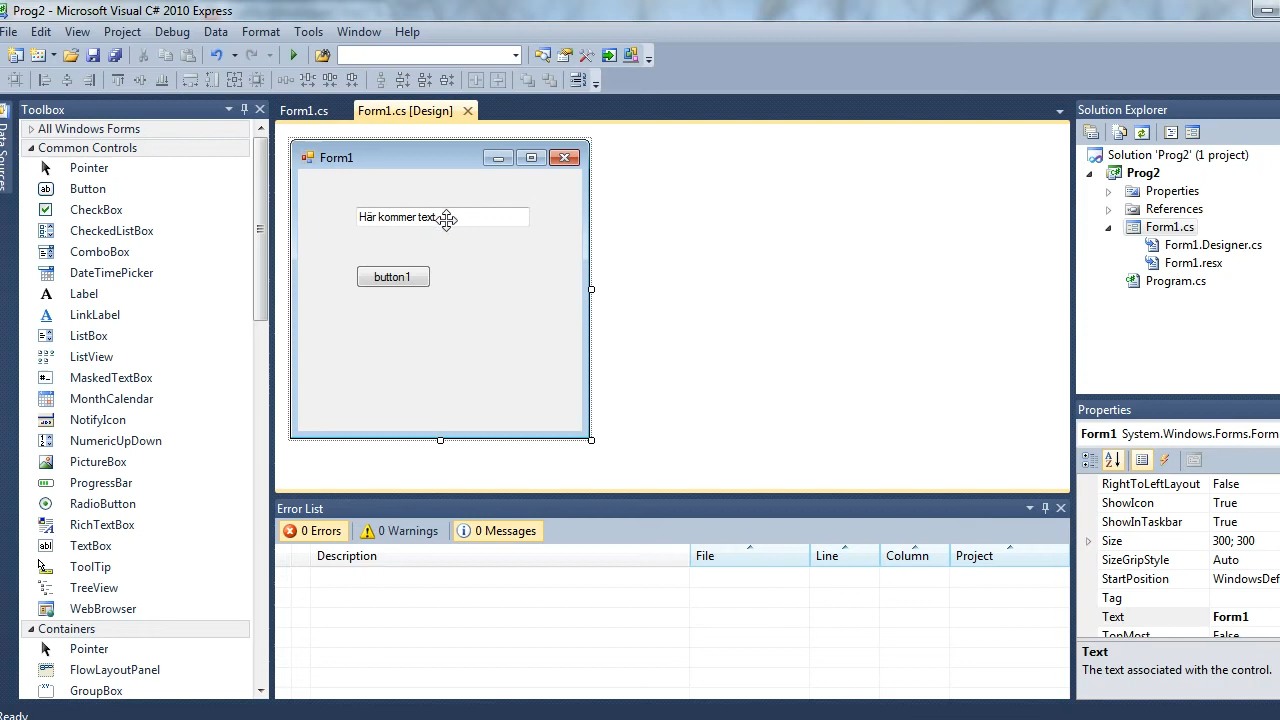 Prog2 - Microsoft Visual C# 2010 Express
File Edit View Project Debug Format Data Tools Window Help
Toolbox
All Windows Forms
Common Controls
Pointer
Button
CheckBox
CheckedListBox
ComboBox
DateTimePicker
Label
LinkLabel
ListBox
ListView
MaskedTextBox
MonthCalendar
NotifyIcon
NumericUpDown
PictureBox
ProgressBar
RadioButton
RichTextBox
TextBox
ToolTip
TreeView
WebBrowser
Containers
Pointer
FlowLayoutPanel
GroupBox
Data Sources
Form1.cs Form1.cs [Design]
Form1
Här kommer text
button1
Error List
0 Errors 0 Warnings 0 Messages
Description File Line Column Project
Solution Explorer
Solution 'Prog2' (1 project)
Prog2
Properties
References
Form1.cs
Form1.Designer.cs
Form1.resx
Program.cs
Properties
Form1 System.Windows.Forms.Form
RightToLeftLayout False
ShowIcon True
ShowInTaskbar True
Size 300; 300
SizeGripStyle Auto
StartPosition WindowsDef
Tag
Text Form1
TopMost False
Text
The text associated with the control.
Ready